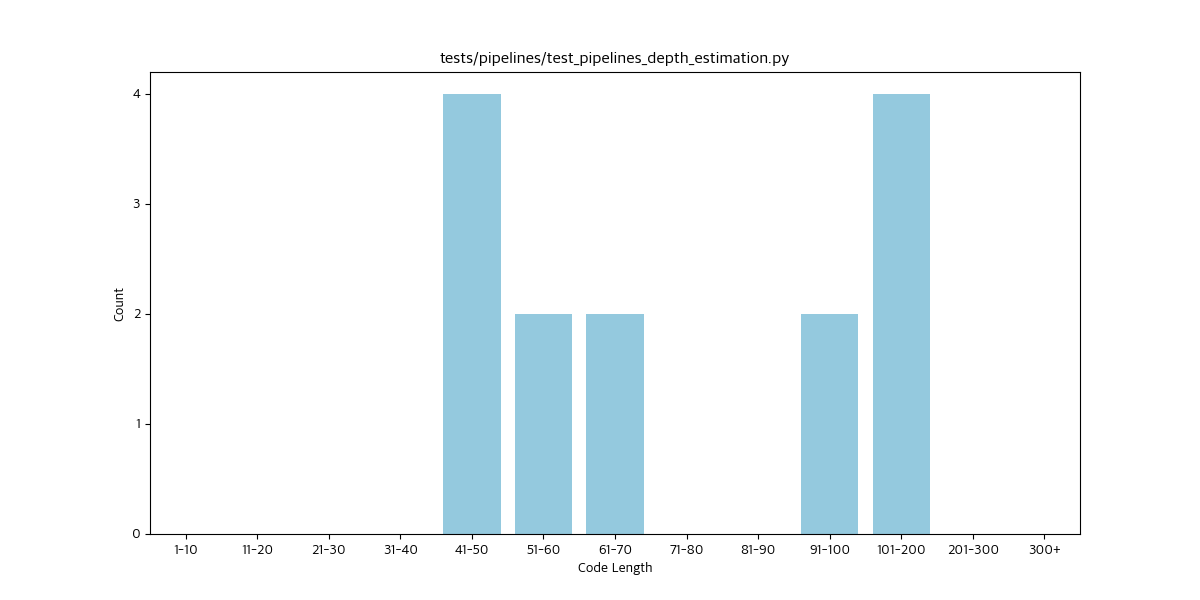 tests/pipelines/test_pipelines_depth_estimation.py
4
3
2
1
0
Count
1-10 11-20 21-30 31-40 41-50 51-60 61-70 71-80 81-90 91-100 101-200 201-300 300+
Code Length